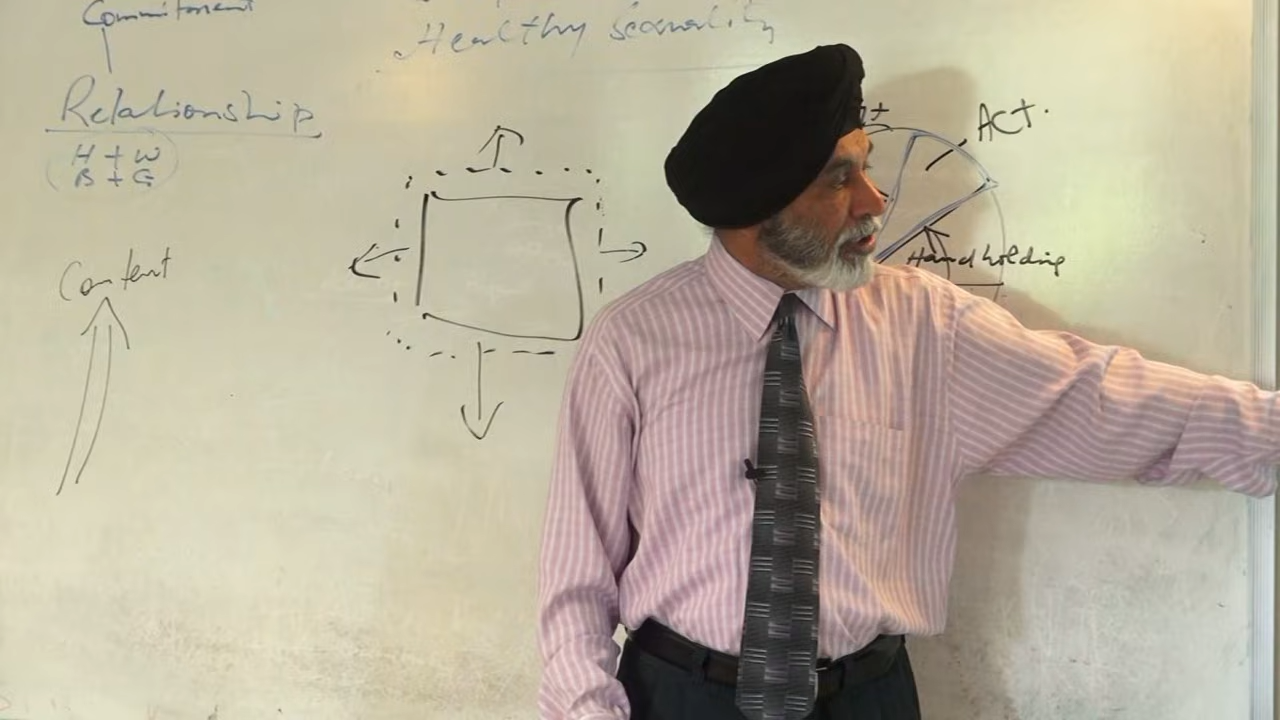 Commitment
Healthy Sexuality
Relationship
H + W
B + G
ACT.
Hand holding
Content